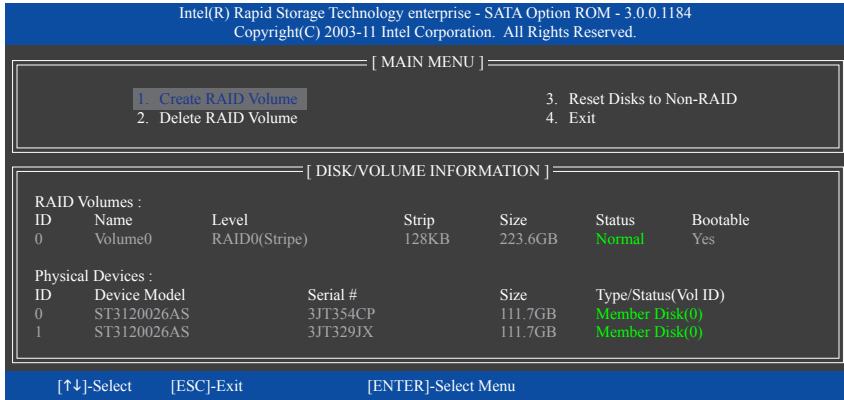 Intel(R) Rapid Storage Technology enterprise - SATA Option ROM - 3.0.0.1184
Copyright(C) 2003-11 Intel Corporation. All Rights Reserved.
[ MAIN MENU ]
1. Create RAID Volume 3. Reset Disks to Non-RAID
2. Delete RAID Volume 4. Exit
[ DISK/VOLUME INFORMATION ]
RAID Volumes :
ID Name Level Strip Size Status Bootable
0 Volume0 RAID0(Stripe) 128KB 223.6GB Normal Yes
Physical Devices :
ID Device Model Serial # Size Type/Status(Vol ID)
0 ST3120026AS 3JT354CP 111.7GB Member Disk(0)
1 ST3120026AS 3JT329JX 111.7GB Member Disk(0)
[↑↓]-Select [ESC]-Exit [ENTER]-Select Menu